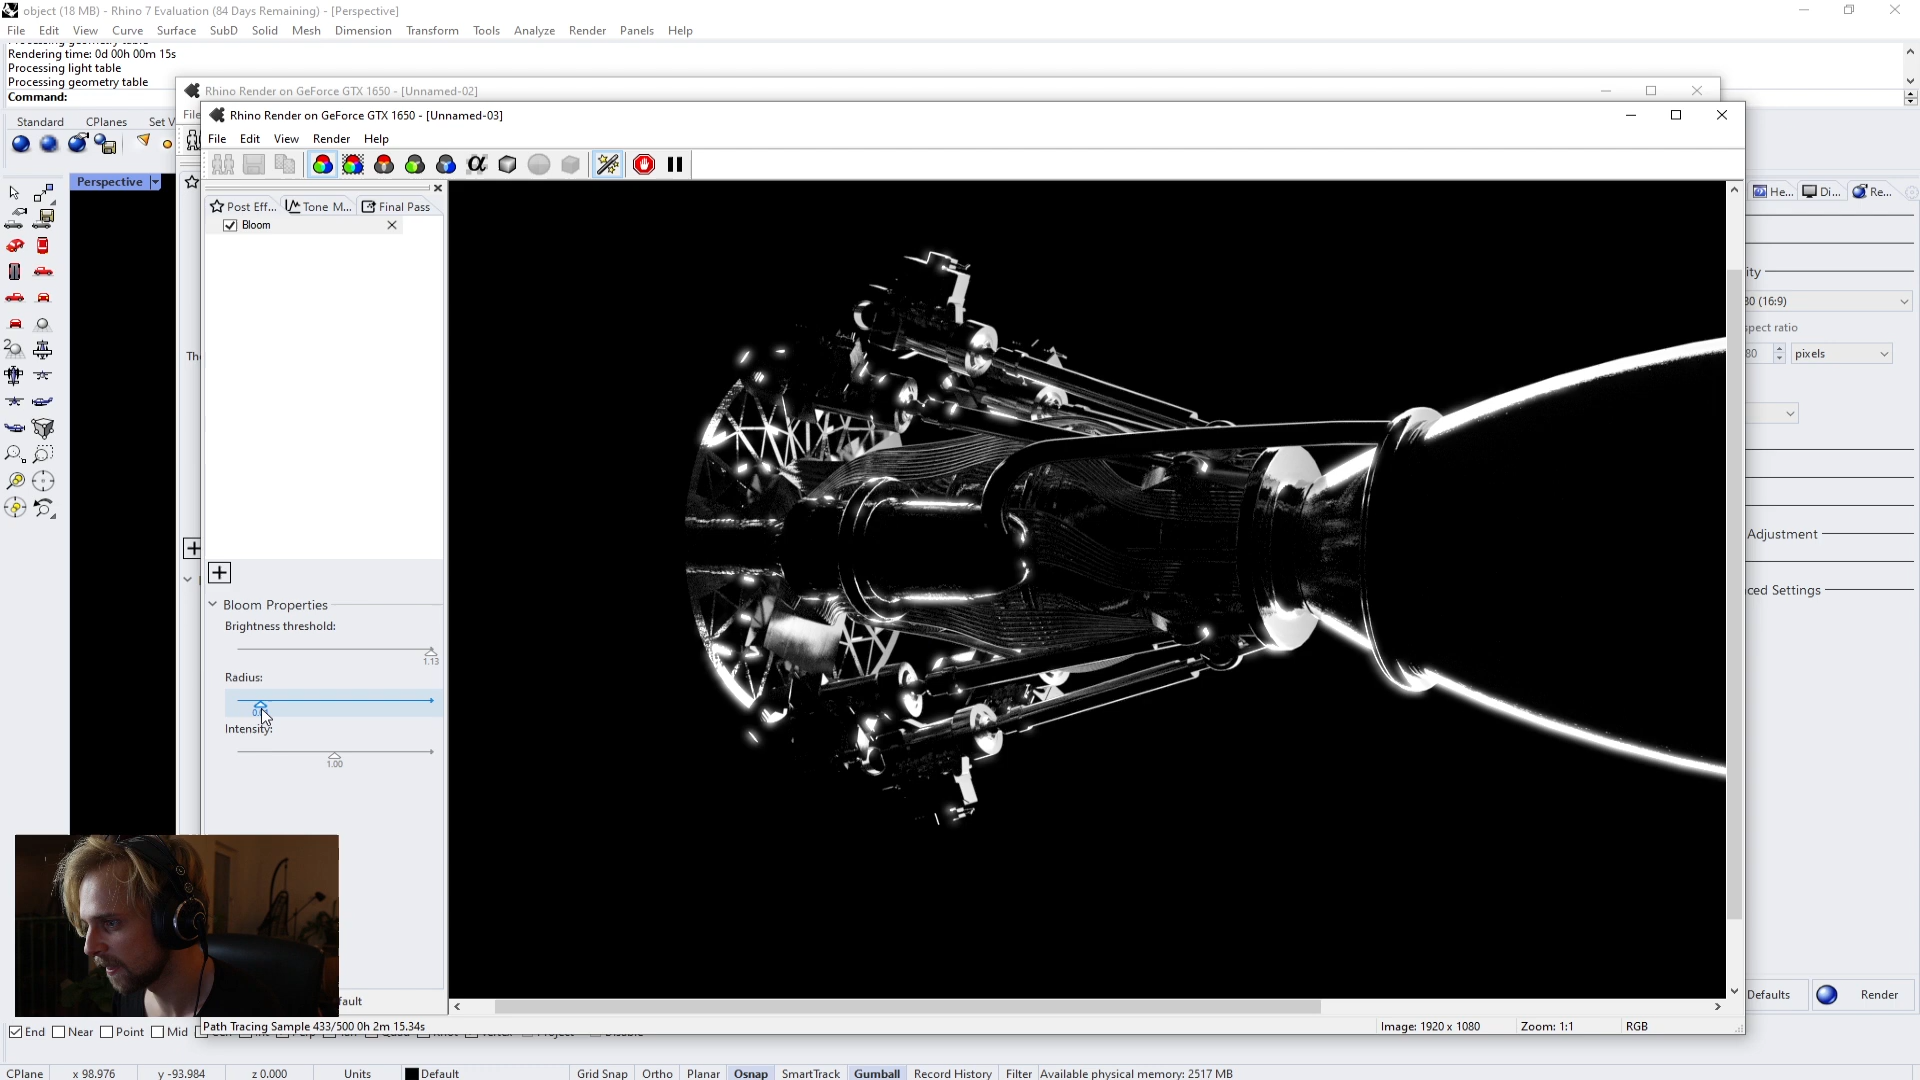 object (18 MB) - Rhino 7 Evaluation (84 Days Remaining) - [Perspective]
File Edit View Curve Surface SubD Solid Mesh Dimension Transform Tools Analyze Render Panels Help
Rendering time: 0d 00h 00m 15s
Processing light table
Processing geometry table
Command:
Rhino Render on GeForce GTX 1650 - [Unnamed-02]
Rhino Render on GeForce GTX 1650 - [Unnamed-03]
Standard CPlanes Set V
File Edit View Render Help
Perspective
Post Eff... Tone M... Final Pass
He... Di... Re...
Bloom
ity
80 (16:9)
spect ratio
80 pixels
Adjustment
ced Settings
Bloom Properties
Brightness threshold:
1.13
Radius:
Intensity:
1.00
fault
Defaults Render
Path Tracing Sample 433/500 0h 2m 15.34s
Image: 1920 x 1080 Zoom: 1:1 RGB
End Near Point Mid
CPlane x 98.976 y -93.984 z 0.000 Units Default Grid Snap Ortho Planar Osnap SmartTrack Gumball Record History Filter Available physical memory: 2517 MB